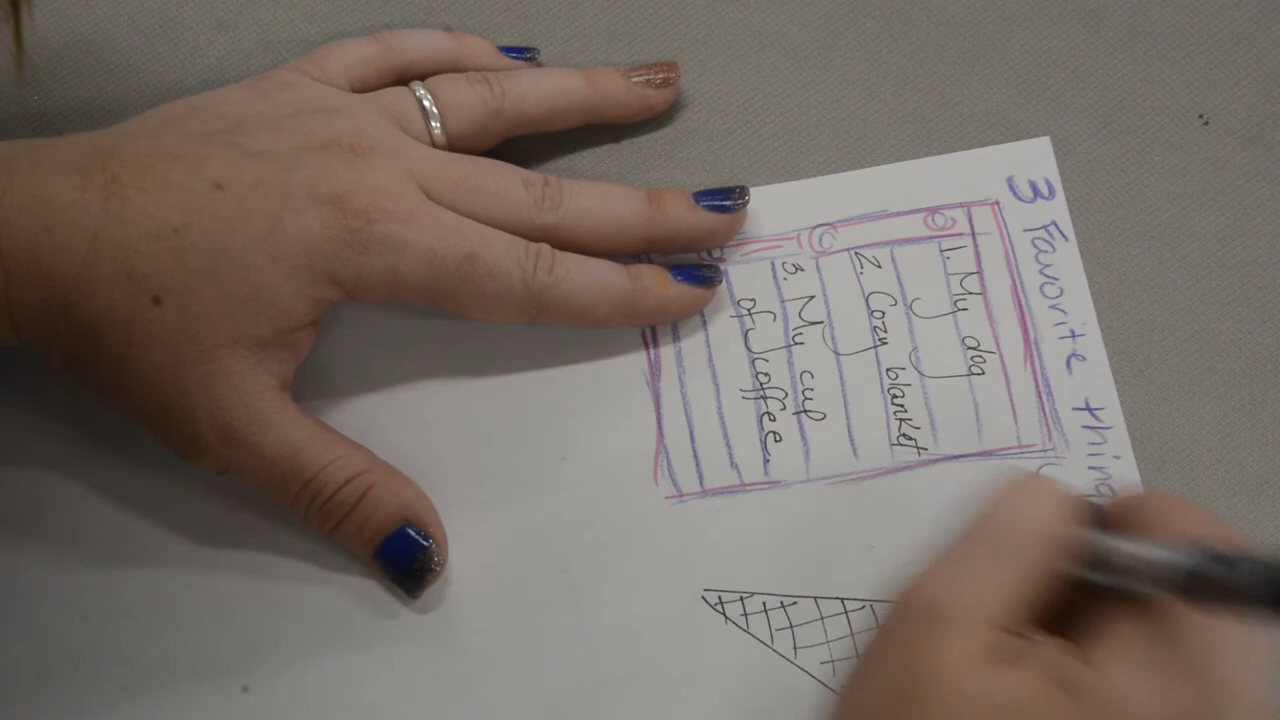 3 Favorite thing
1. My dog
2. Cozy blanket
3. My cup
of coffee.